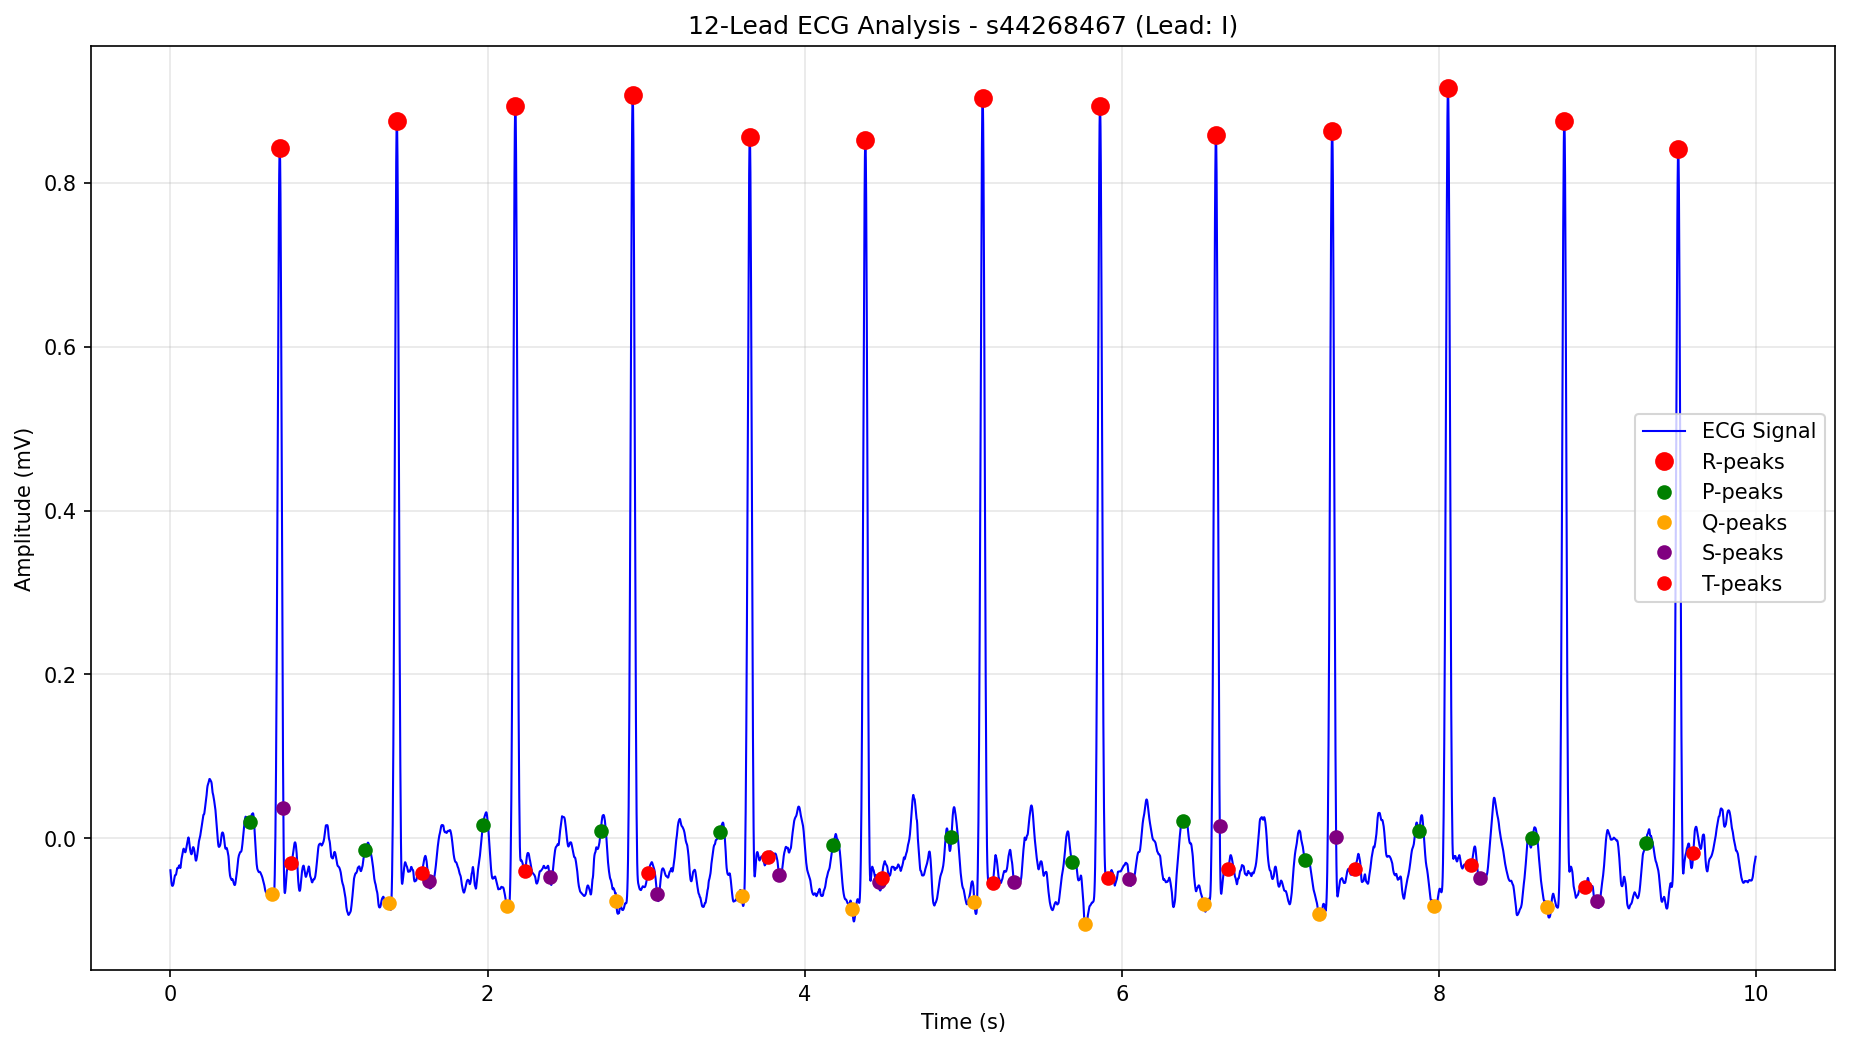 12-Lead ECG Analysis - s44268467 (Lead: I)
Amplitude (mV)
0.8
0.6
0.4
0.2
0.0
ECG Signal
R-peaks
P-peaks
Q-peaks
S-peaks
T-peaks
0 2 4 6 8 10
Time (s)